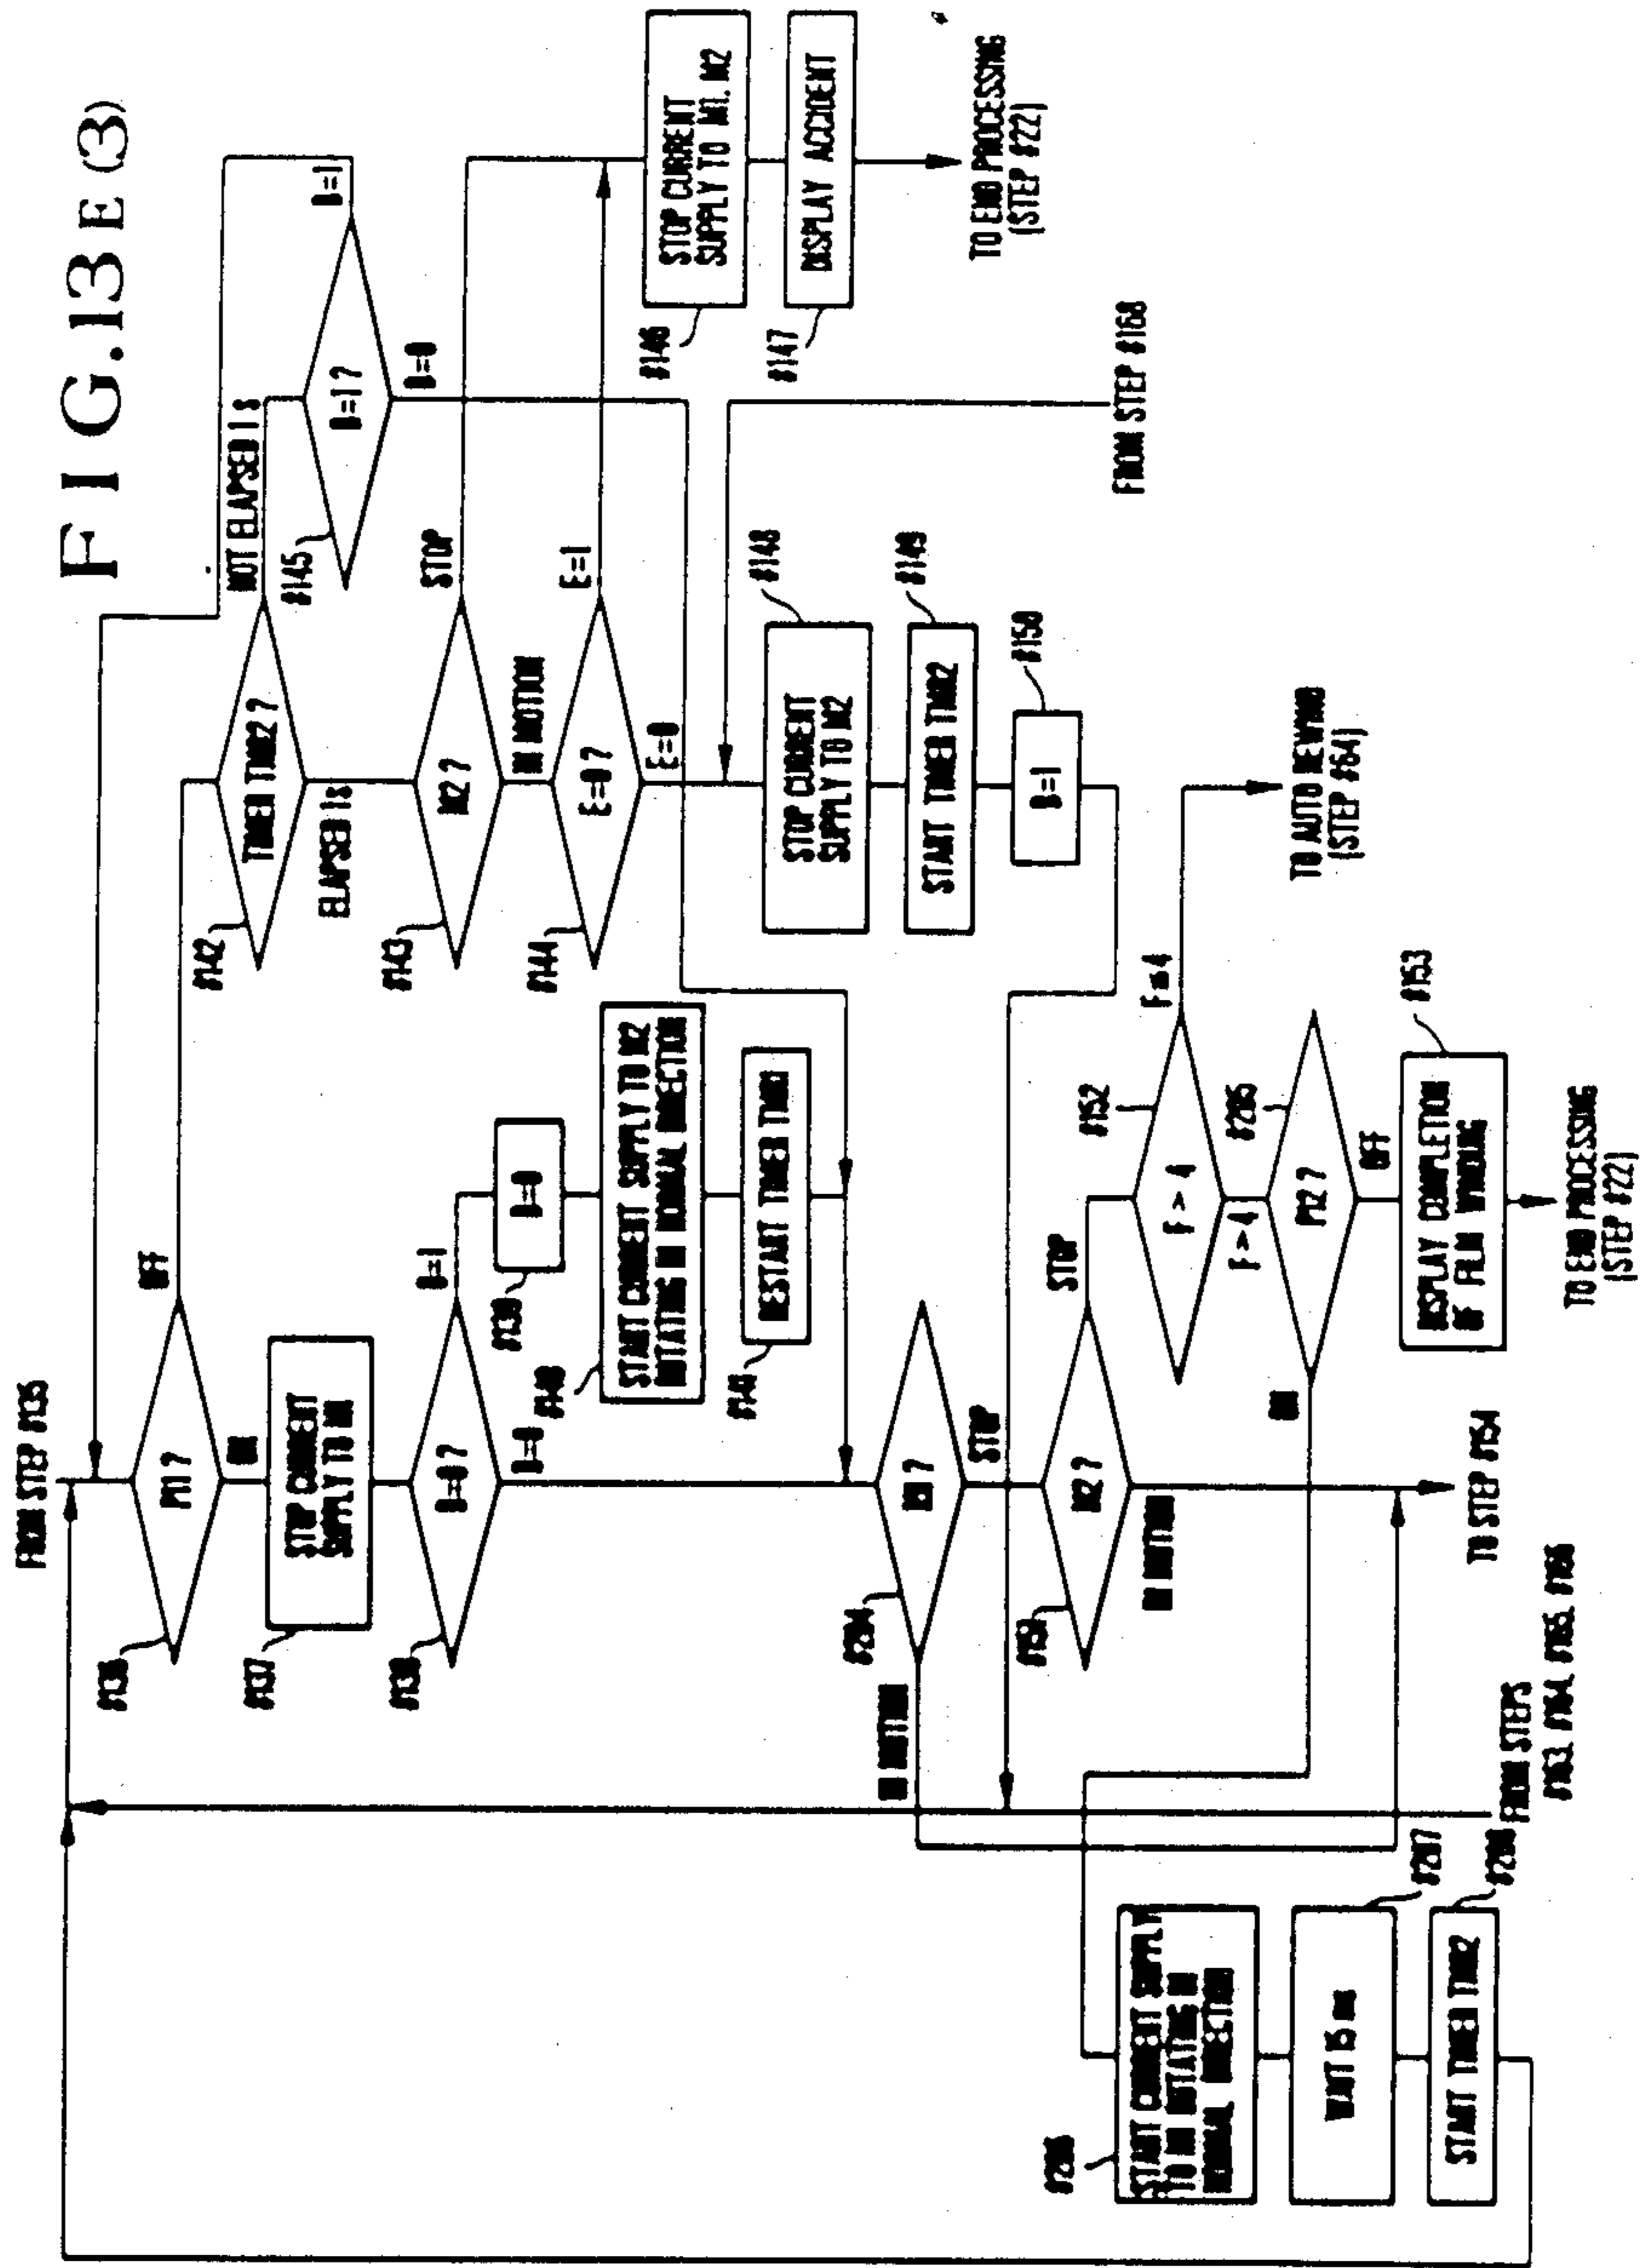 FIG.13E(3)
FROM STEP #135
#136
P1?
OFF
ON
#137
STOP CURRENT
SUPPLY TO M1
#138
B=0?
B=1
B=0
#139
B=0
#140
START CURRENT SUPPLY TO M2
ROTATING IN NORMAL DIRECTION
#141
RESTART TIMER TMR1
#142
TIMER TMR2?
NOT ELAPSED 1s
ELAPSED 1s
#145
B=1?
B=1
B=0
#143
M2?
STOP
IN MOTION
#144
E=0?
E=1
E=0
#146
STOP CURRENT
SUPPLY TO M1. M2
#147
DISPLAY ACCIDENT
TO END PROCESSING
(STEP #22)
FROM STEP #168
#148
STOP CURRENT
SUPPLY TO M2
#149
START TIMER TMR2
#150
B=1
#204
IN MOTION
STOP
#151
M2?
STOP
IN MOTION
#152
F>4
F≤4
F>4
TO AUTO REWIND
(STEP #64)
#205
P12?
OFF
ON
#153
DISPLAY COMPLETION
OF FILM WINDING
TO END PROCESSING
(STEP #22)
TO STEP #154
FROM STEPS
#163. #164. #165. #166
#206
START CURRENT SUPPLY
TO M1 ROTATING IN
NORMAL DIRECTION
#207
WAIT 15 ms
#208
START TIMER TMR2